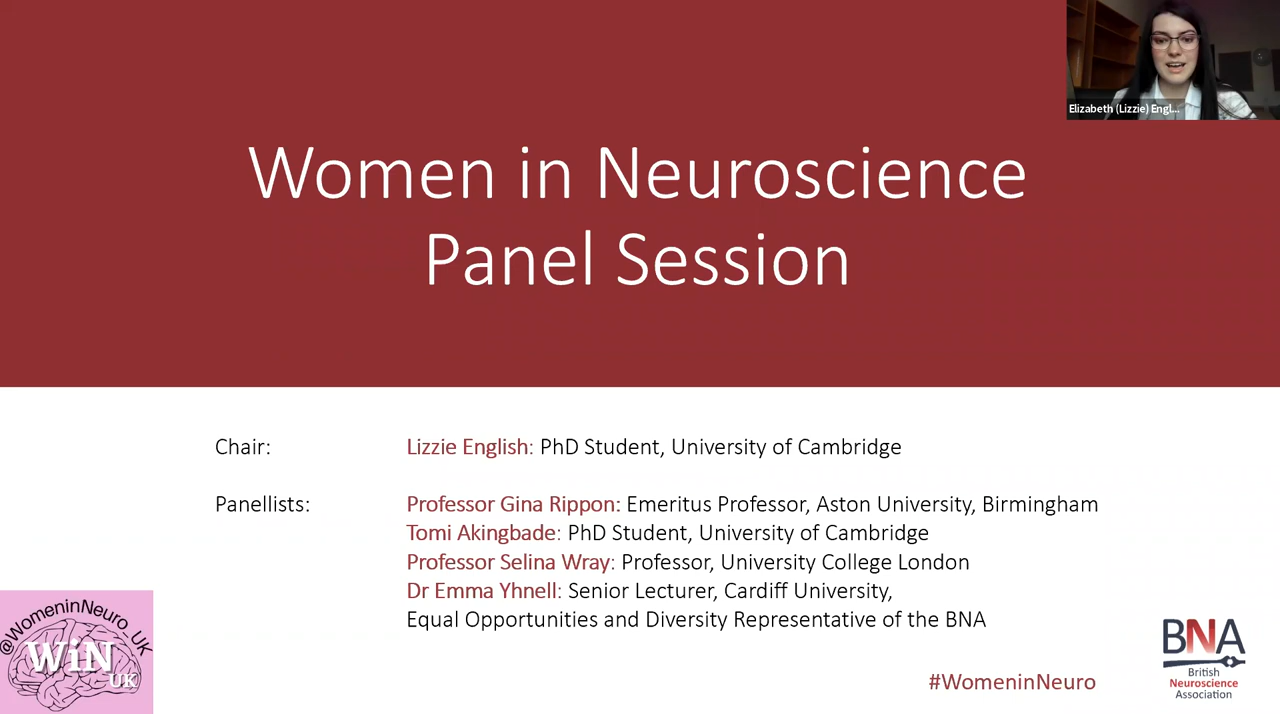 Elizabeth (Lizzie) Engl...
Women in Neuroscience
Panel Session
Chair: Lizzie English: PhD Student, University of Cambridge
Panellists: Professor Gina Rippon: Emeritus Professor, Aston University, Birmingham
Tomi Akingbade: PhD Student, University of Cambridge
Professor Selina Wray: Professor, University College London
Dr Emma Yhnell: Senior Lecturer, Cardiff University,
Equal Opportunities and Diversity Representative of the BNA
@WomeninNeuro_UK
WiN
UK
#WomeninNeuro
BNA
British
Neuroscience
Association